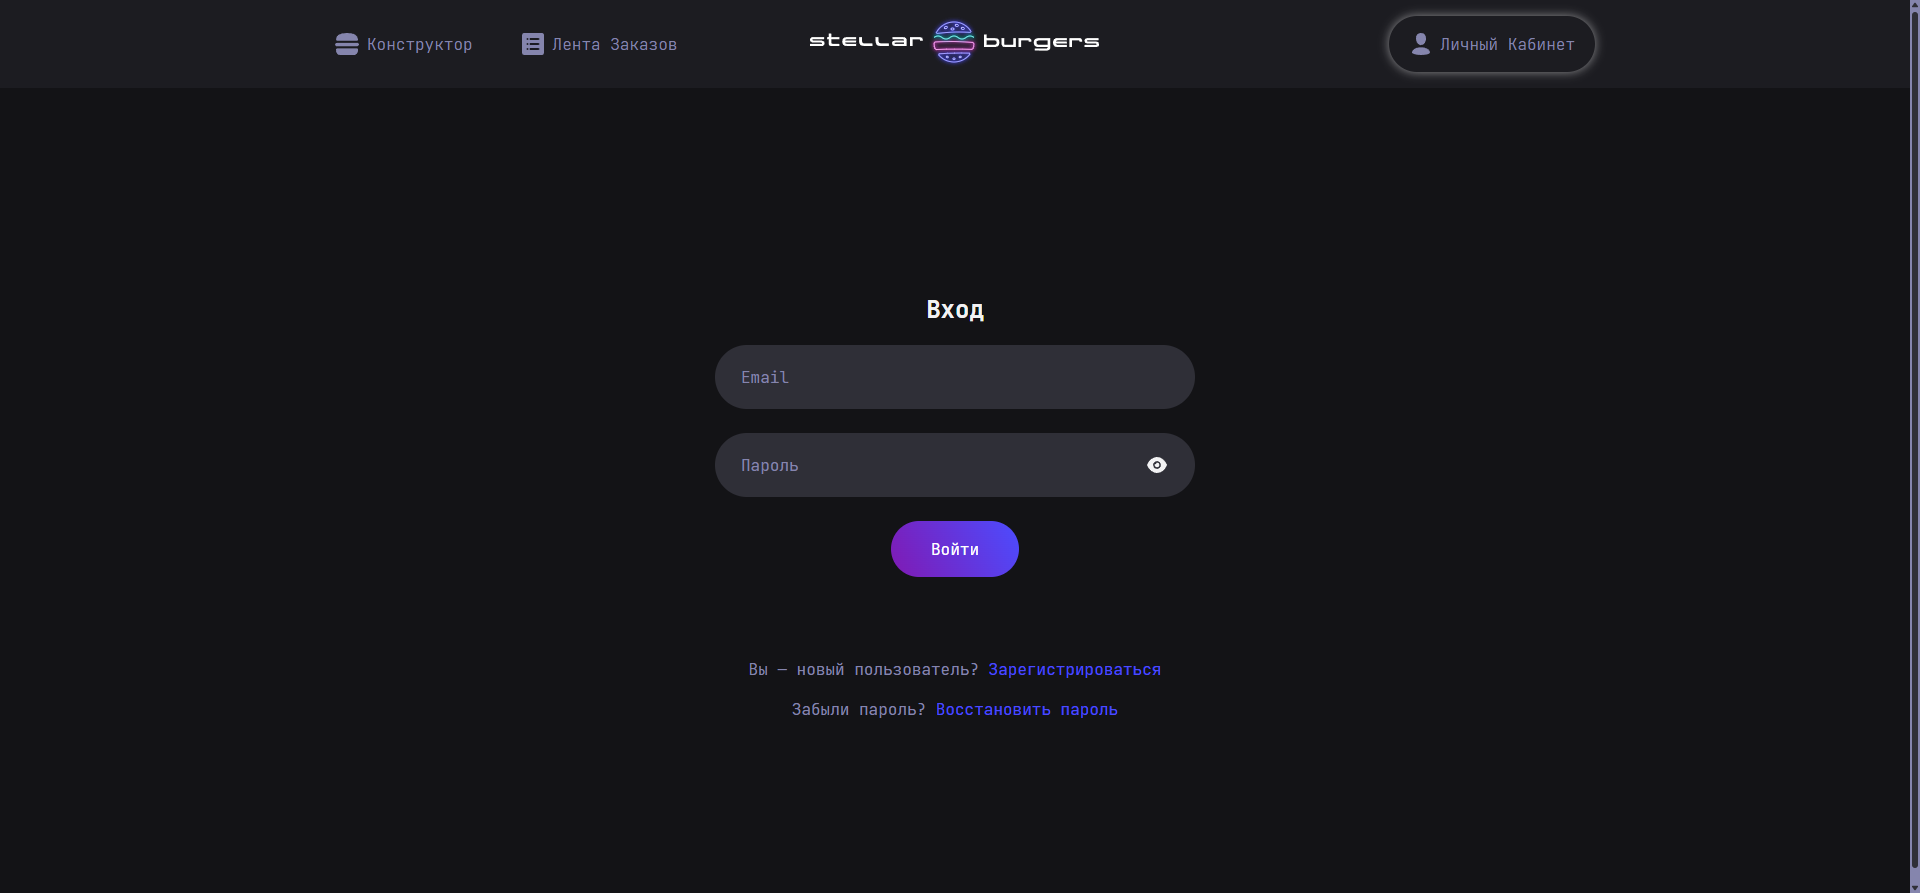 Конструктор
Лента Заказов
stellar burgers
Личный Кабинет
Вход
Email
Пароль
Войти
Вы — новый пользователь? Зарегистрироваться
Забыли пароль? Восстановить пароль